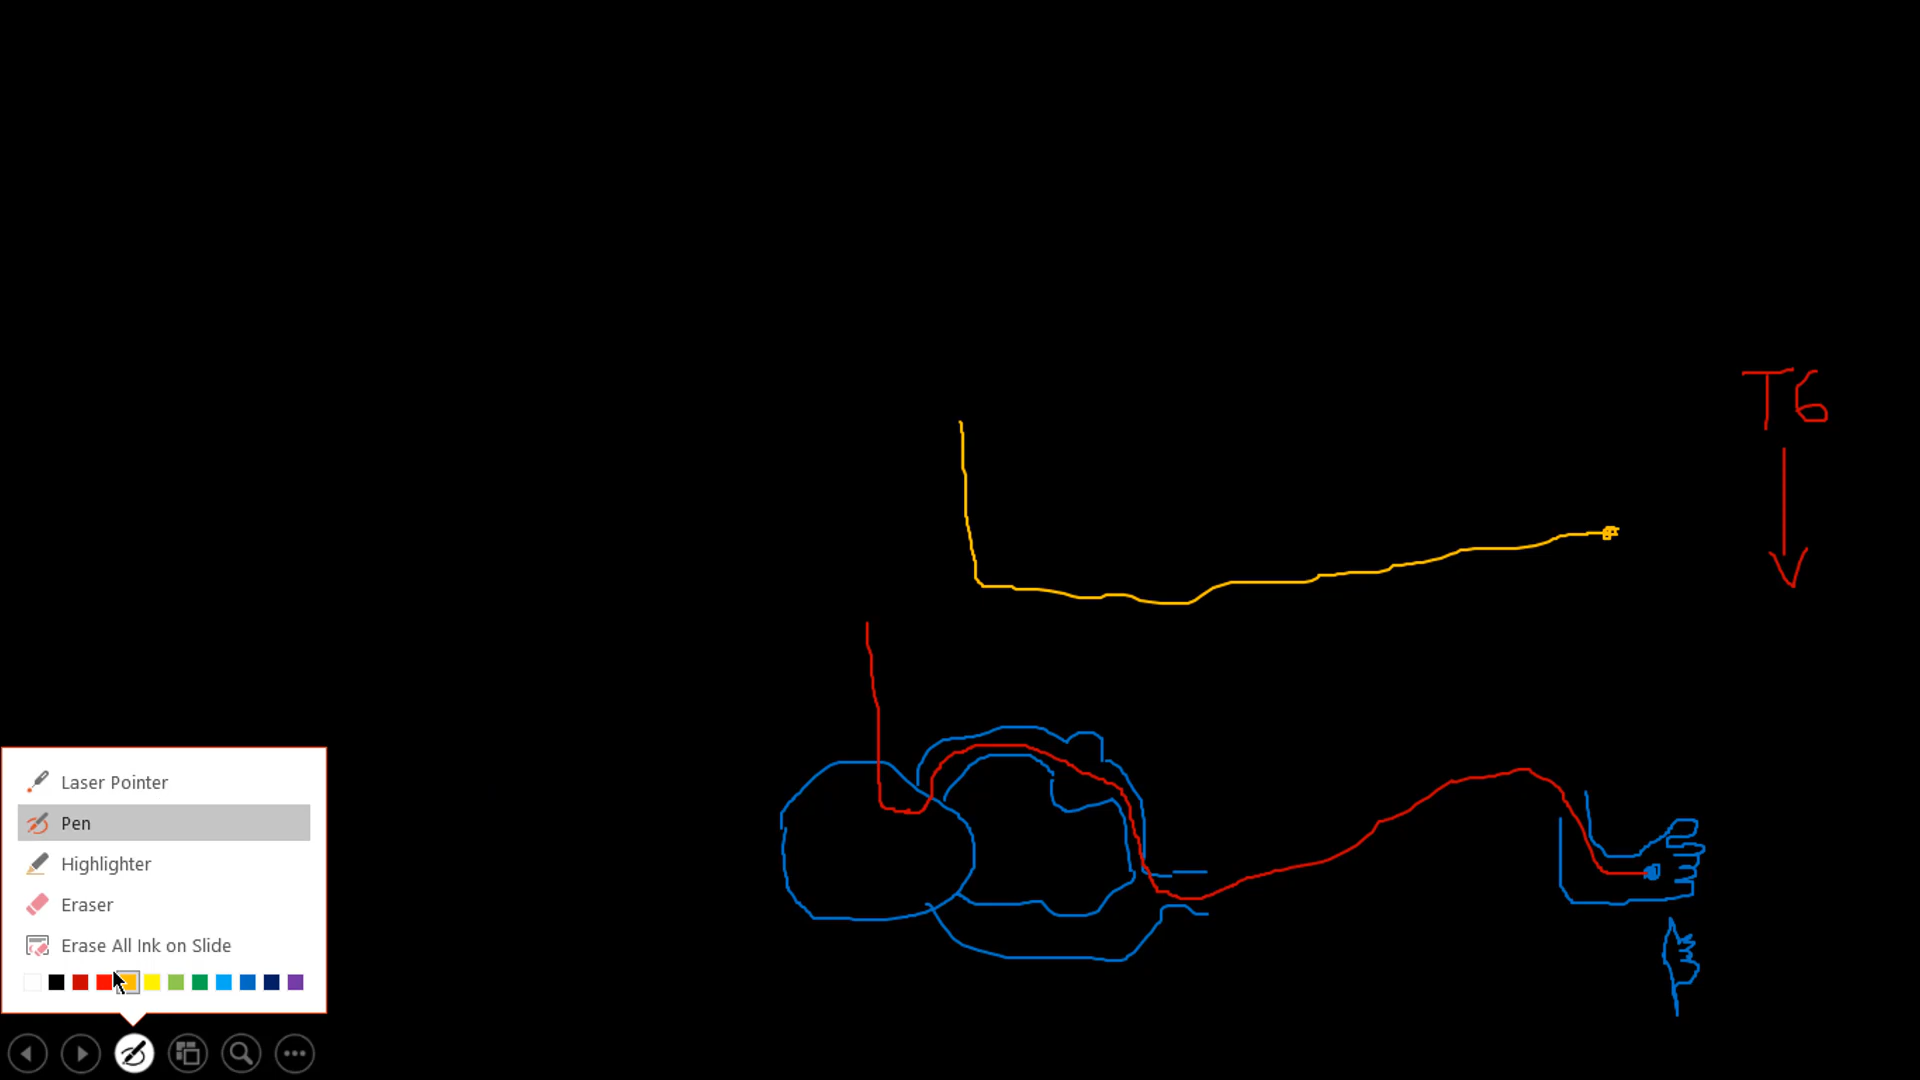 T6
Laser Pointer
Pen
Highlighter
Eraser
Erase All Ink on Slide